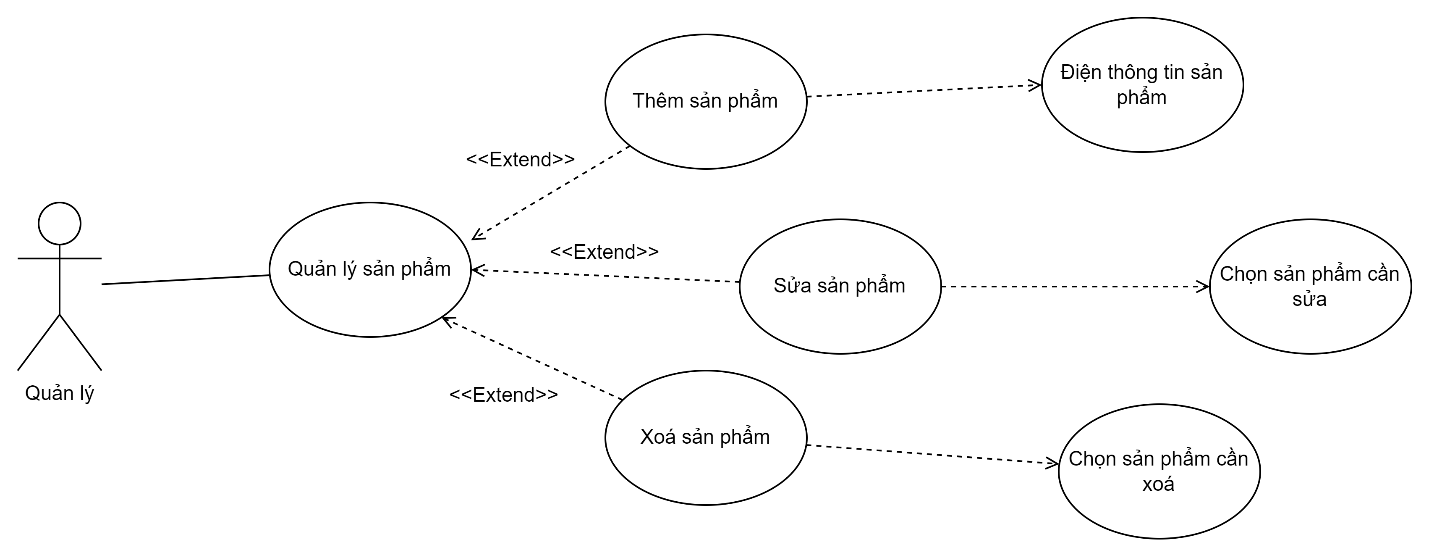 Thêm sản phẩm
Điện thông tin sản
phẩm
<<Extend>>
Quản lý sản phẩm
<<Extend>>
Sửa sản phẩm
Chọn sản phẩm cần
sửa
Quản lý
<<Extend>>
Xoá sản phẩm
Chọn sản phẩm cần
xoá